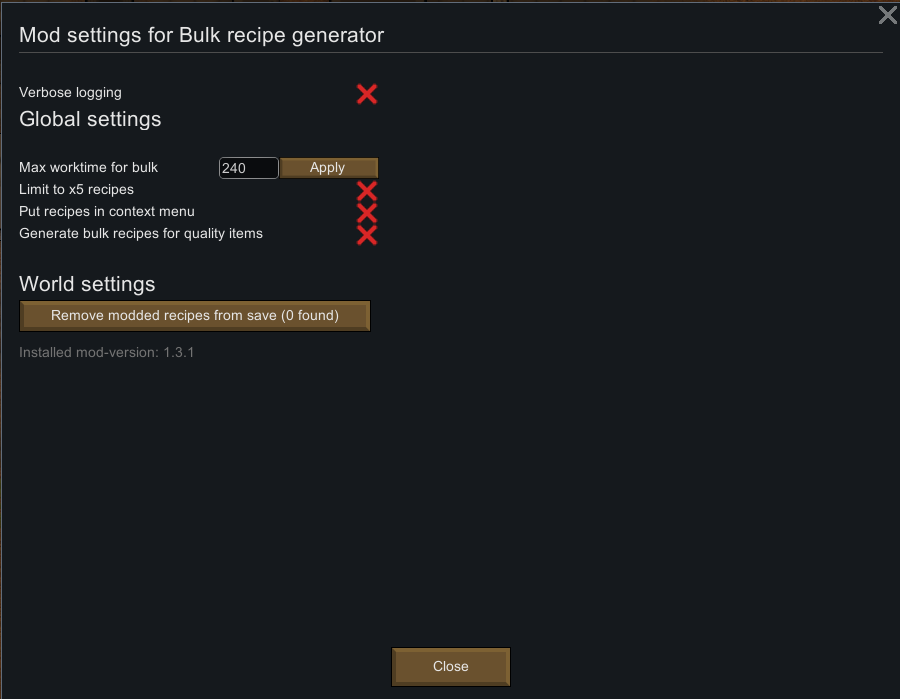 Mod settings for Bulk recipe generator
Verbose logging
Global settings
Max worktime for bulk 240 Apply
Limit to x5 recipes
Put recipes in context menu
Generate bulk recipes for quality items
World settings
Remove modded recipes from save (0 found)
Installed mod-version: 1.3.1
Close